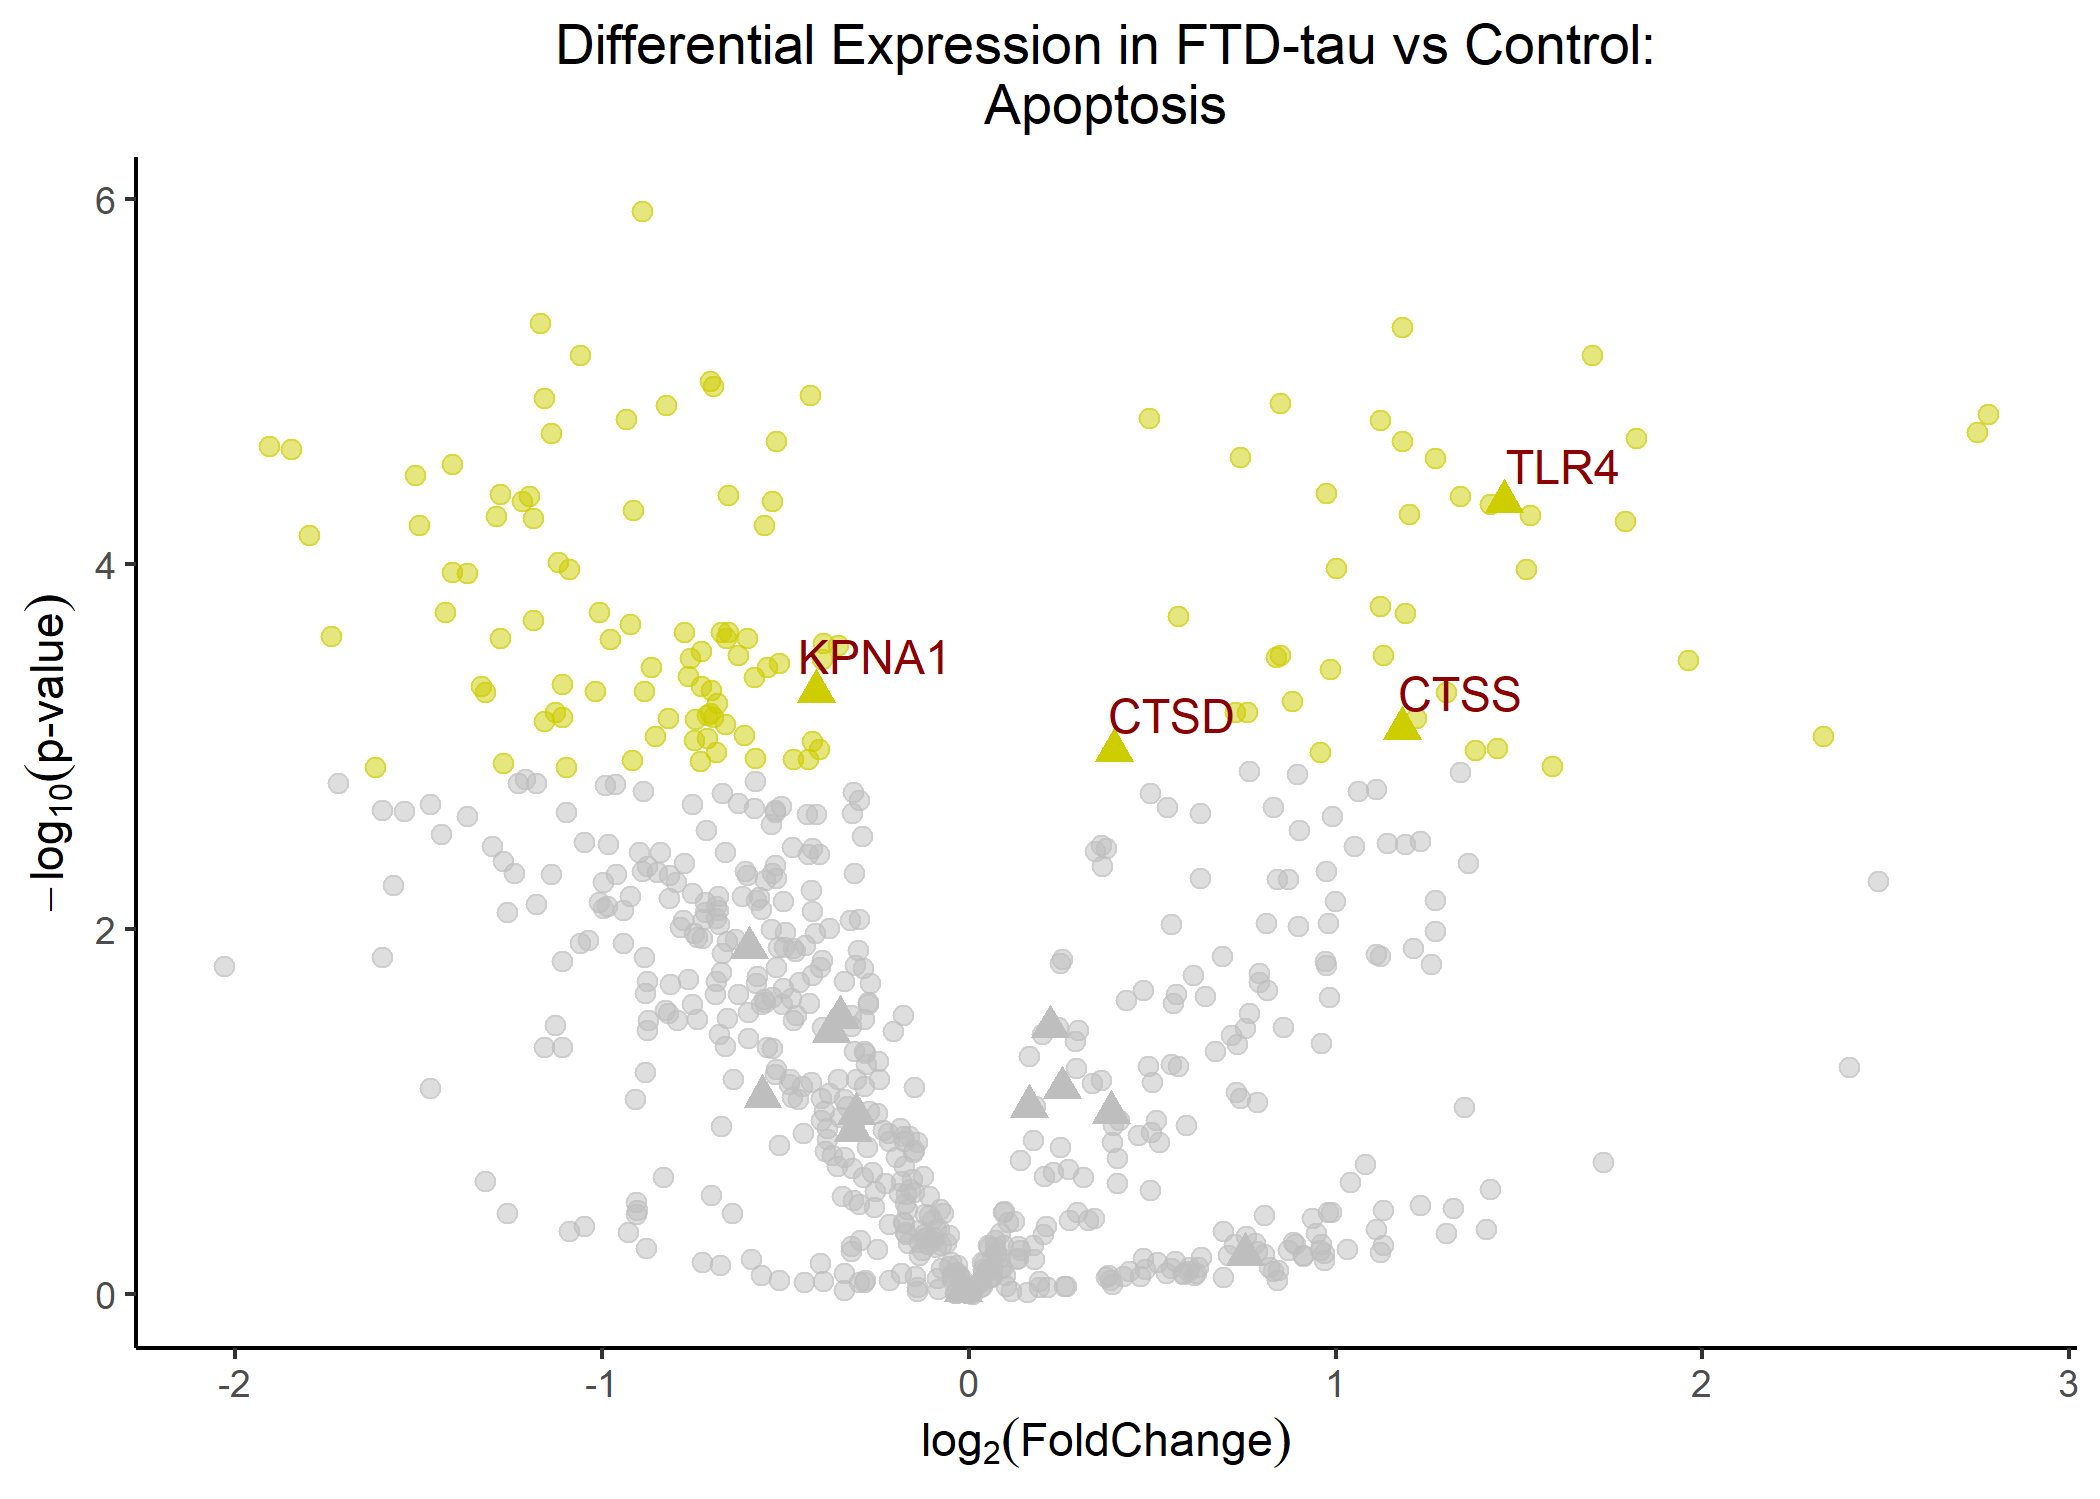 Differential Expression in FTD-tau vs Control:
Apoptosis
6
4
2
0
−log₁₀(p-value)
TLR4
KPNA1
CTSS
CTSD
-2 -1 0 1 2 3
log₂(FoldChange)